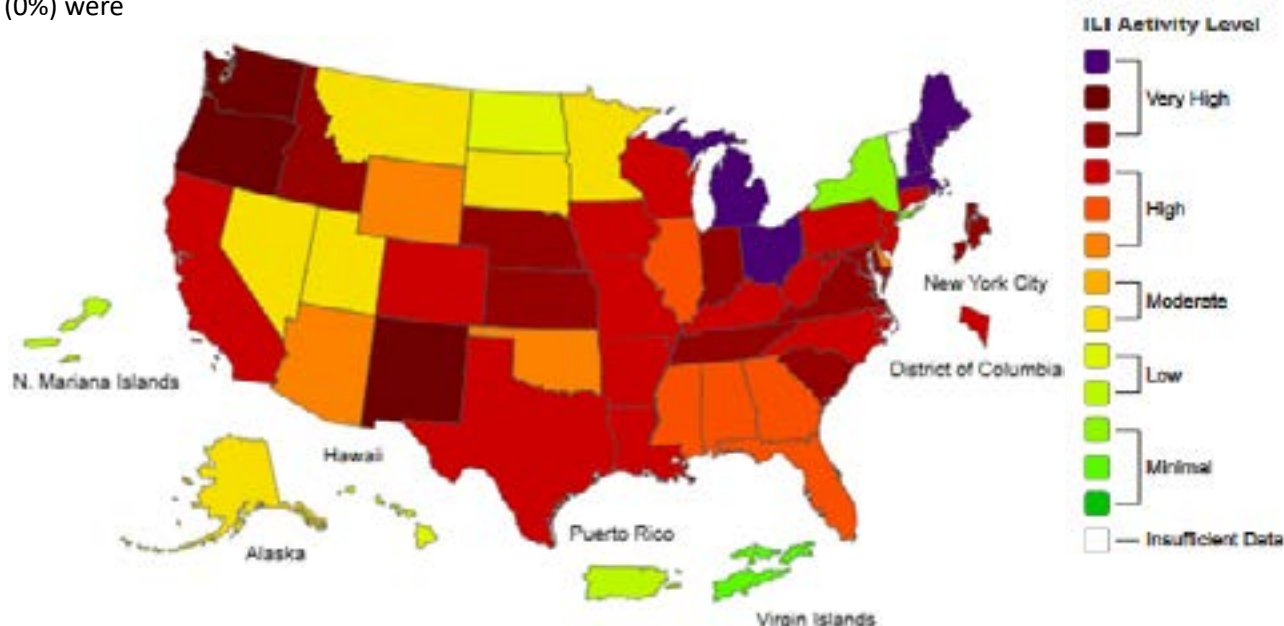 (0%) were
ILI Activity Level
Very High
High
Moderate
Low
Minimal
Insufficient Data
New York City
District of Columbia
N. Mariana Islands
Hawaii
Alaska
Puerto Rico
Virgin Islands